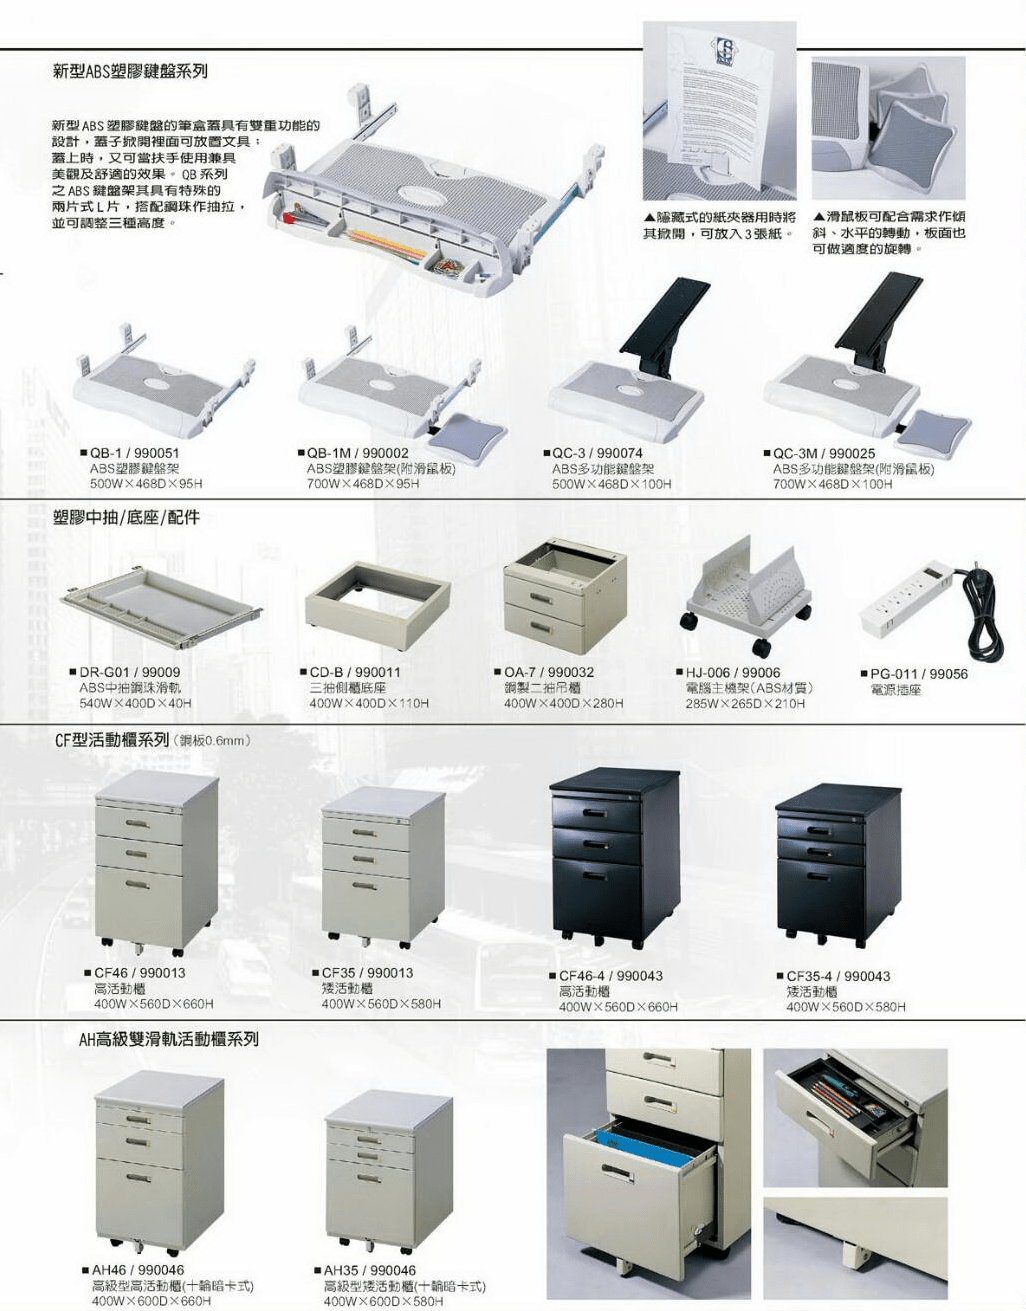 新型ABS塑膠鍵盤系列
新型ABS塑膠鍵盤的筆盒蓋具有雙重功能的
設計，蓋子掀開裡面可放置文具；
蓋上時，又可當扶手使用兼具
美觀及舒適的效果。QB系列
之ABS鍵盤架其具有特殊的
兩片式L片，搭配鋼珠作抽拉，
並可調整三種高度。
▲隱藏式的紙夾器用時將
其掀開，可放入3張紙。
▲滑鼠板可配合需求作傾
斜、水平的轉動，板面也
可做適度的旋轉。
■QB-1 / 990051
ABS塑膠鍵盤架
500W×468D×95H
■QB-1M / 990002
ABS塑膠鍵盤架(附滑鼠板)
700W×468D×95H
■QC-3 / 990074
ABS多功能鍵盤架
500W×468D×100H
■QC-3M / 990025
ABS多功能鍵盤架(附滑鼠板)
700W×468D×100H
塑膠中抽/底座/配件
■DR-G01 / 99009
ABS中抽鋼珠滑軌
540W×400D×40H
■CD-B / 990011
三抽側櫃底座
400W×400D×110H
■OA-7 / 990032
鋼製二抽吊櫃
400W×400D×280H
■HJ-006 / 99006
電腦主機架(ABS材質)
285W×265D×210H
■PG-011 / 99056
電源插座
CF型活動櫃系列（鋼板0.6mm）
■CF46 / 990013
高活動櫃
400W×560D×660H
■CF35 / 990013
矮活動櫃
400W×560D×580H
■CF46-4 / 990043
高活動櫃
400W×560D×660H
■CF35-4 / 990043
矮活動櫃
400W×560D×580H
AH高級雙滑軌活動櫃系列
■AH46 / 990046
高級型高活動櫃(十輪暗卡式)
400W×600D×660H
■AH35 / 990046
高級型矮活動櫃(十輪暗卡式)
400W×600D×580H